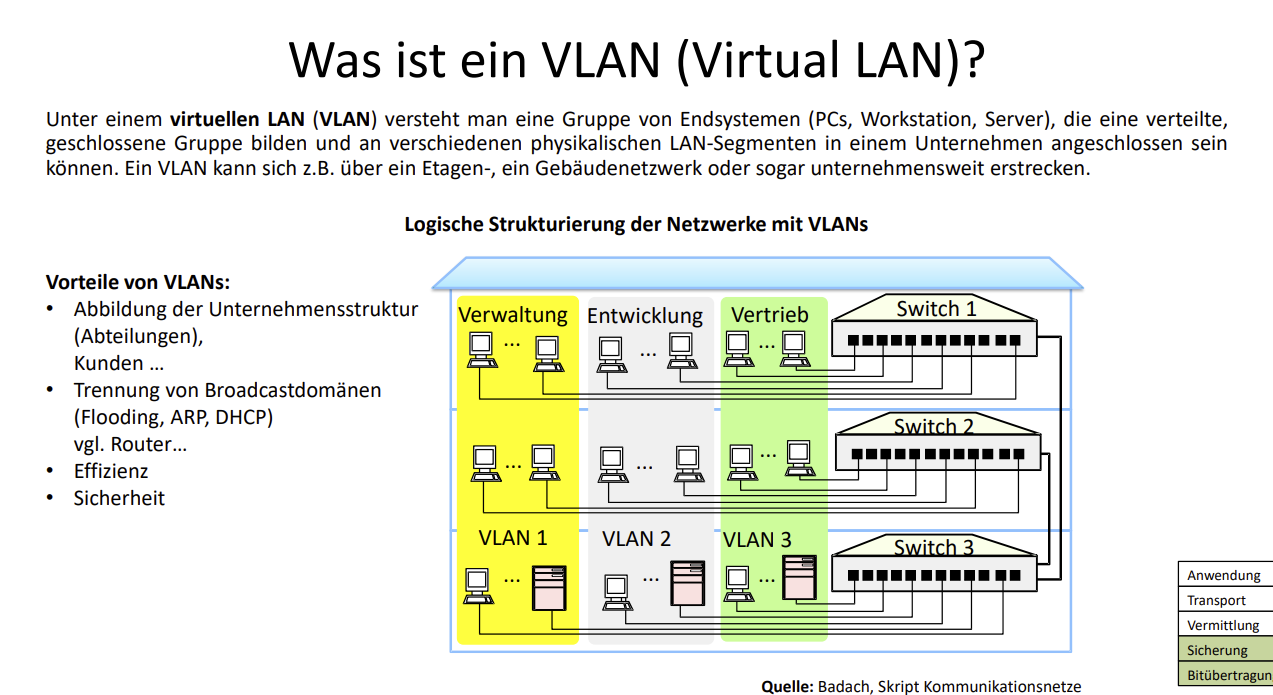 Was ist ein VLAN (Virtual LAN)?
Unter einem virtuellen LAN (VLAN) versteht man eine Gruppe von Endsystemen (PCs, Workstation, Server), die eine verteilte,
geschlossene Gruppe bilden und an verschiedenen physikalischen LAN-Segmenten in einem Unternehmen angeschlossen sein
können. Ein VLAN kann sich z.B. über ein Etagen-, ein Gebäudenetzwerk oder sogar unternehmensweit erstrecken.
Logische Strukturierung der Netzwerke mit VLANs
Vorteile von VLANs:
• Abbildung der Unternehmensstruktur
(Abteilungen),
Kunden ...
• Trennung von Broadcastdomänen
(Flooding, ARP, DHCP)
vgl. Router...
• Effizienz
• Sicherheit
Verwaltung
Entwicklung
Vertrieb
Switch 1
...
...
...
Switch 2
...
...
...
VLAN 1
VLAN 2
VLAN 3
Switch 3
...
...
...
Anwendung
Transport
Vermittlung
Sicherung
Bitübertragun
Quelle: Badach, Skript Kommunikationsnetze